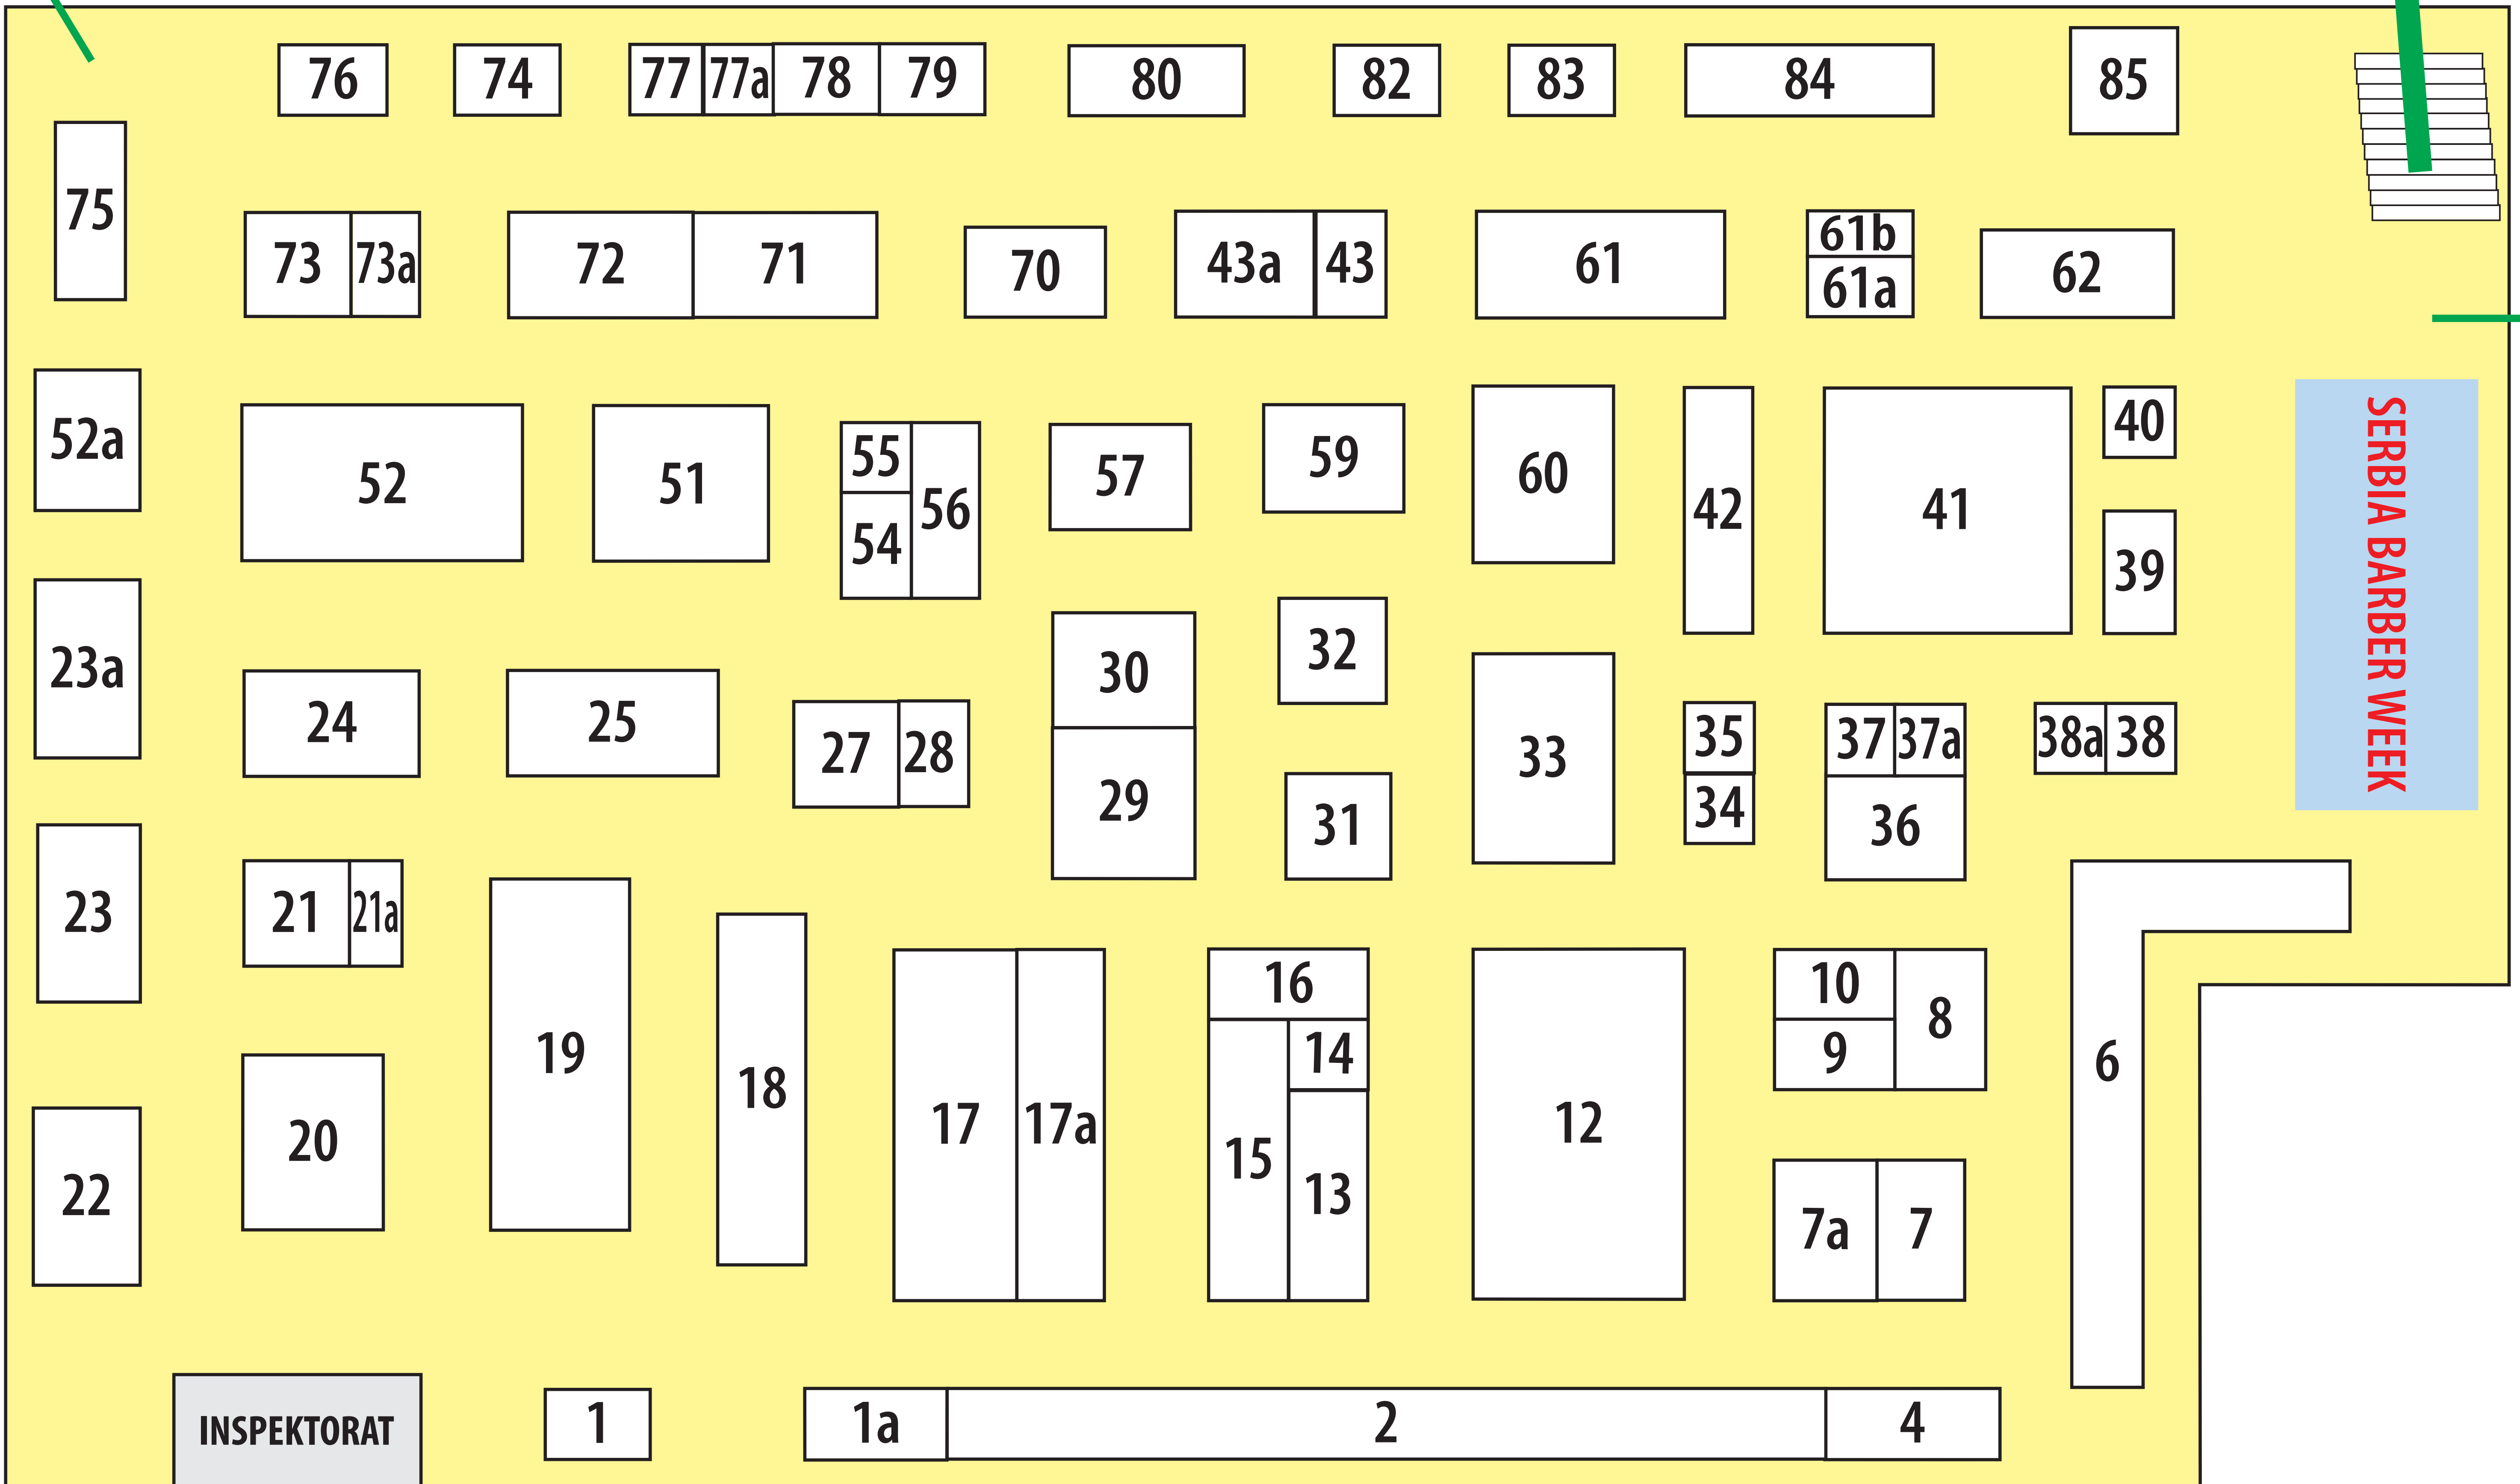 76 74 77 77a 78 79 80 82 83 84 85
75
73 73a 72 71 70 43a 43 61 61b 62
61a
52a 52 51 55 56 57 59 60 42 41 40
54 39
SERBIA BARBER WEEK
23a 24 25 27 28 30 32 33 35 37 37a 38a 38
29 31 34 36
23 21 21a 19 18 17 17a 16 12 10 8 6
14 9
15 13
22 20 7a 7
INSPEKTORAT 1 1a 2 4